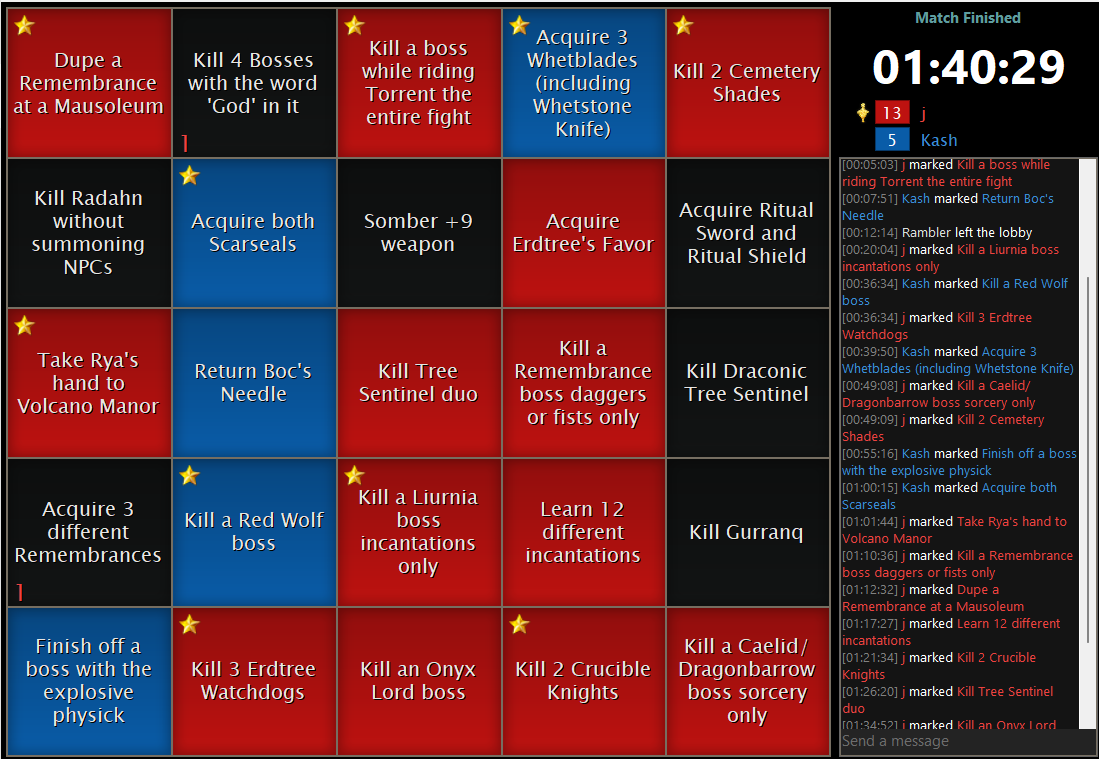 Dupe a
Remembrance
at a Mausoleum
Kill 4 Bosses
with the word
'God' in it
1
Kill a boss
while riding
Torrent the
entire fight
Acquire 3
Whetblades
(including
Whetstone
Knife)
Kill 2 Cemetery
Shades
Kill Radahn
without
summoning
NPCs
Acquire both
Scarseals
Somber +9
weapon
Acquire
Erdtree's Favor
Acquire Ritual
Sword and
Ritual Shield
Take Rya's
hand to
Volcano Manor
Return Boc's
Needle
Kill Tree
Sentinel duo
Kill a
Remembrance
boss daggers
or fists only
Kill Draconic
Tree Sentinel
Acquire 3
different
Remembrances
1
Kill a Red Wolf
boss
Kill a Liurnia
boss
incantations
only
Learn 12
different
incantations
Kill Gurranq
Finish off a
boss with the
explosive
physick
Kill 3 Erdtree
Watchdogs
Kill an Onyx
Lord boss
Kill 2 Crucible
Knights
Kill a Caelid/
Dragonbarrow
boss sorcery
only
Match Finished
01:40:29
13 j
5 Kash
[00:05:03] j marked Kill a boss while
riding Torrent the entire fight
[00:07:51] Kash marked Return Boc's
Needle
[00:12:14] Rambler left the lobby
[00:20:04] j marked Kill a Liurnia boss
incantations only
[00:36:34] Kash marked Kill a Red Wolf
boss
[00:36:34] j marked Kill 3 Erdtree
Watchdogs
[00:39:50] Kash marked Acquire 3
Whetblades (including Whetstone Knife)
[00:49:08] j marked Kill a Caelid/
Dragonbarrow boss sorcery only
[00:49:09] j marked Kill 2 Cemetery
Shades
[00:55:16] Kash marked Finish off a boss
with the explosive physick
[01:00:15] Kash marked Acquire both
Scarseals
[01:01:44] j marked Take Rya's hand to
Volcano Manor
[01:10:36] j marked Kill a Remembrance
boss daggers or fists only
[01:12:32] j marked Dupe a
Remembrance at a Mausoleum
[01:17:27] j marked Learn 12 different
incantations
[01:21:34] j marked Kill 2 Crucible
Knights
[01:26:20] j marked Kill Tree Sentinel
duo
[01:34:52] j marked Kill an Onyx Lord
Send a message